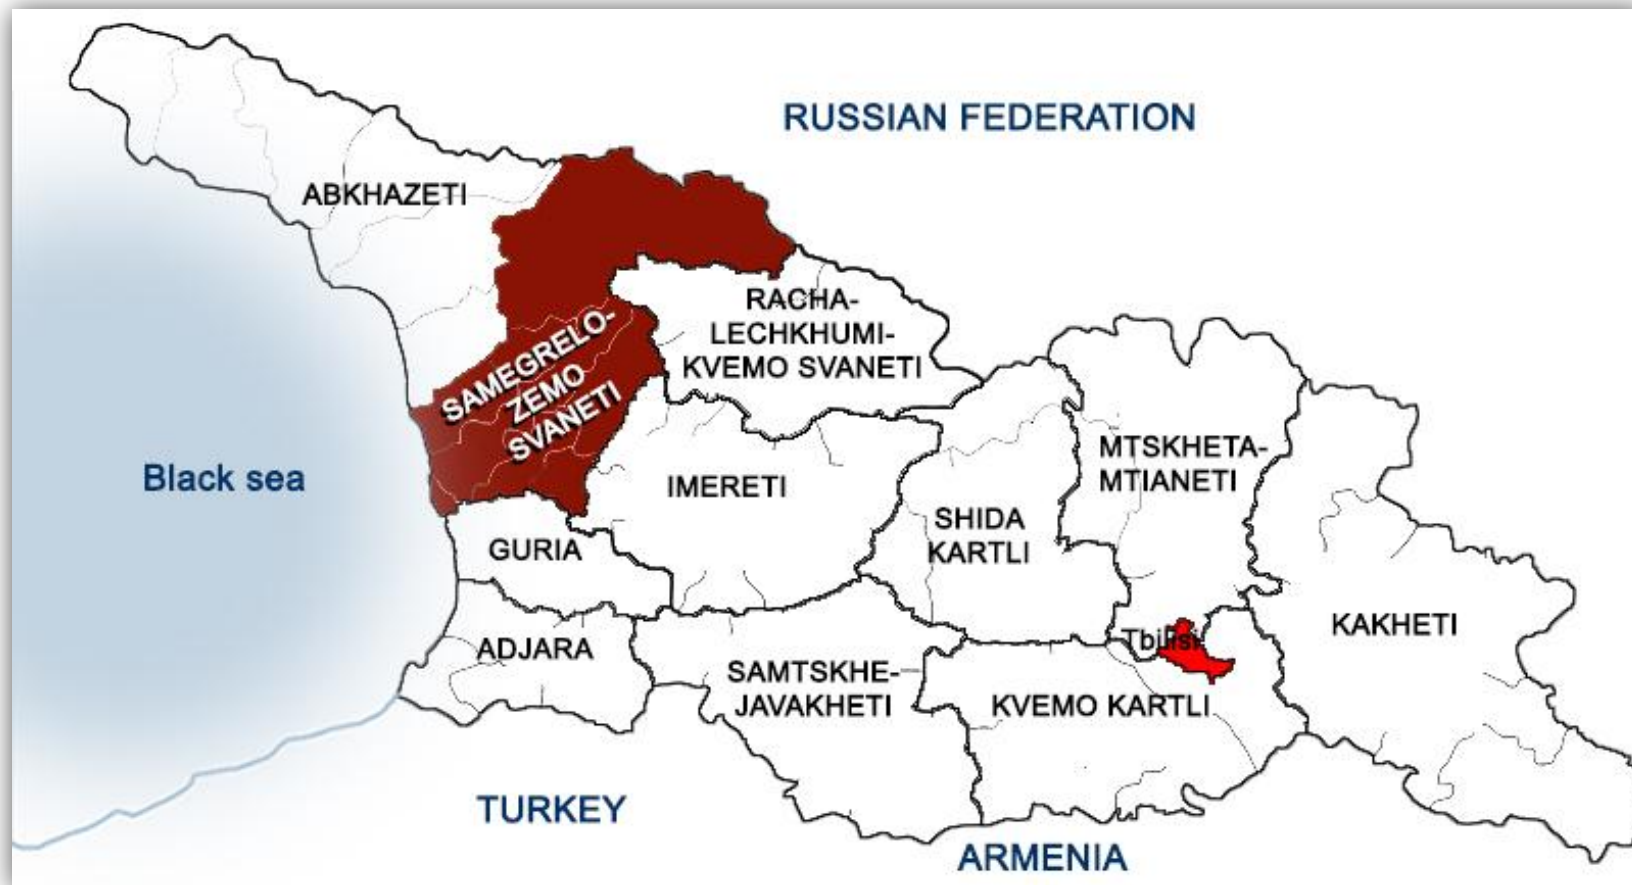 RUSSIAN FEDERATION
ABKHAZETI
RACHA-
LECHKHUMI-
KVEMO SVANETI
SAMEGRELO-
ZEMO
SVANETI
MTSKHETA-
MTIANETI
Black sea
IMERETI
SHIDA
KARTLI
GURIA
KAKHETI
Tbilisi
ADJARA
SAMTSKHE-
JAVAKHETI
KVEMO KARTLI
TURKEY
ARMENIA